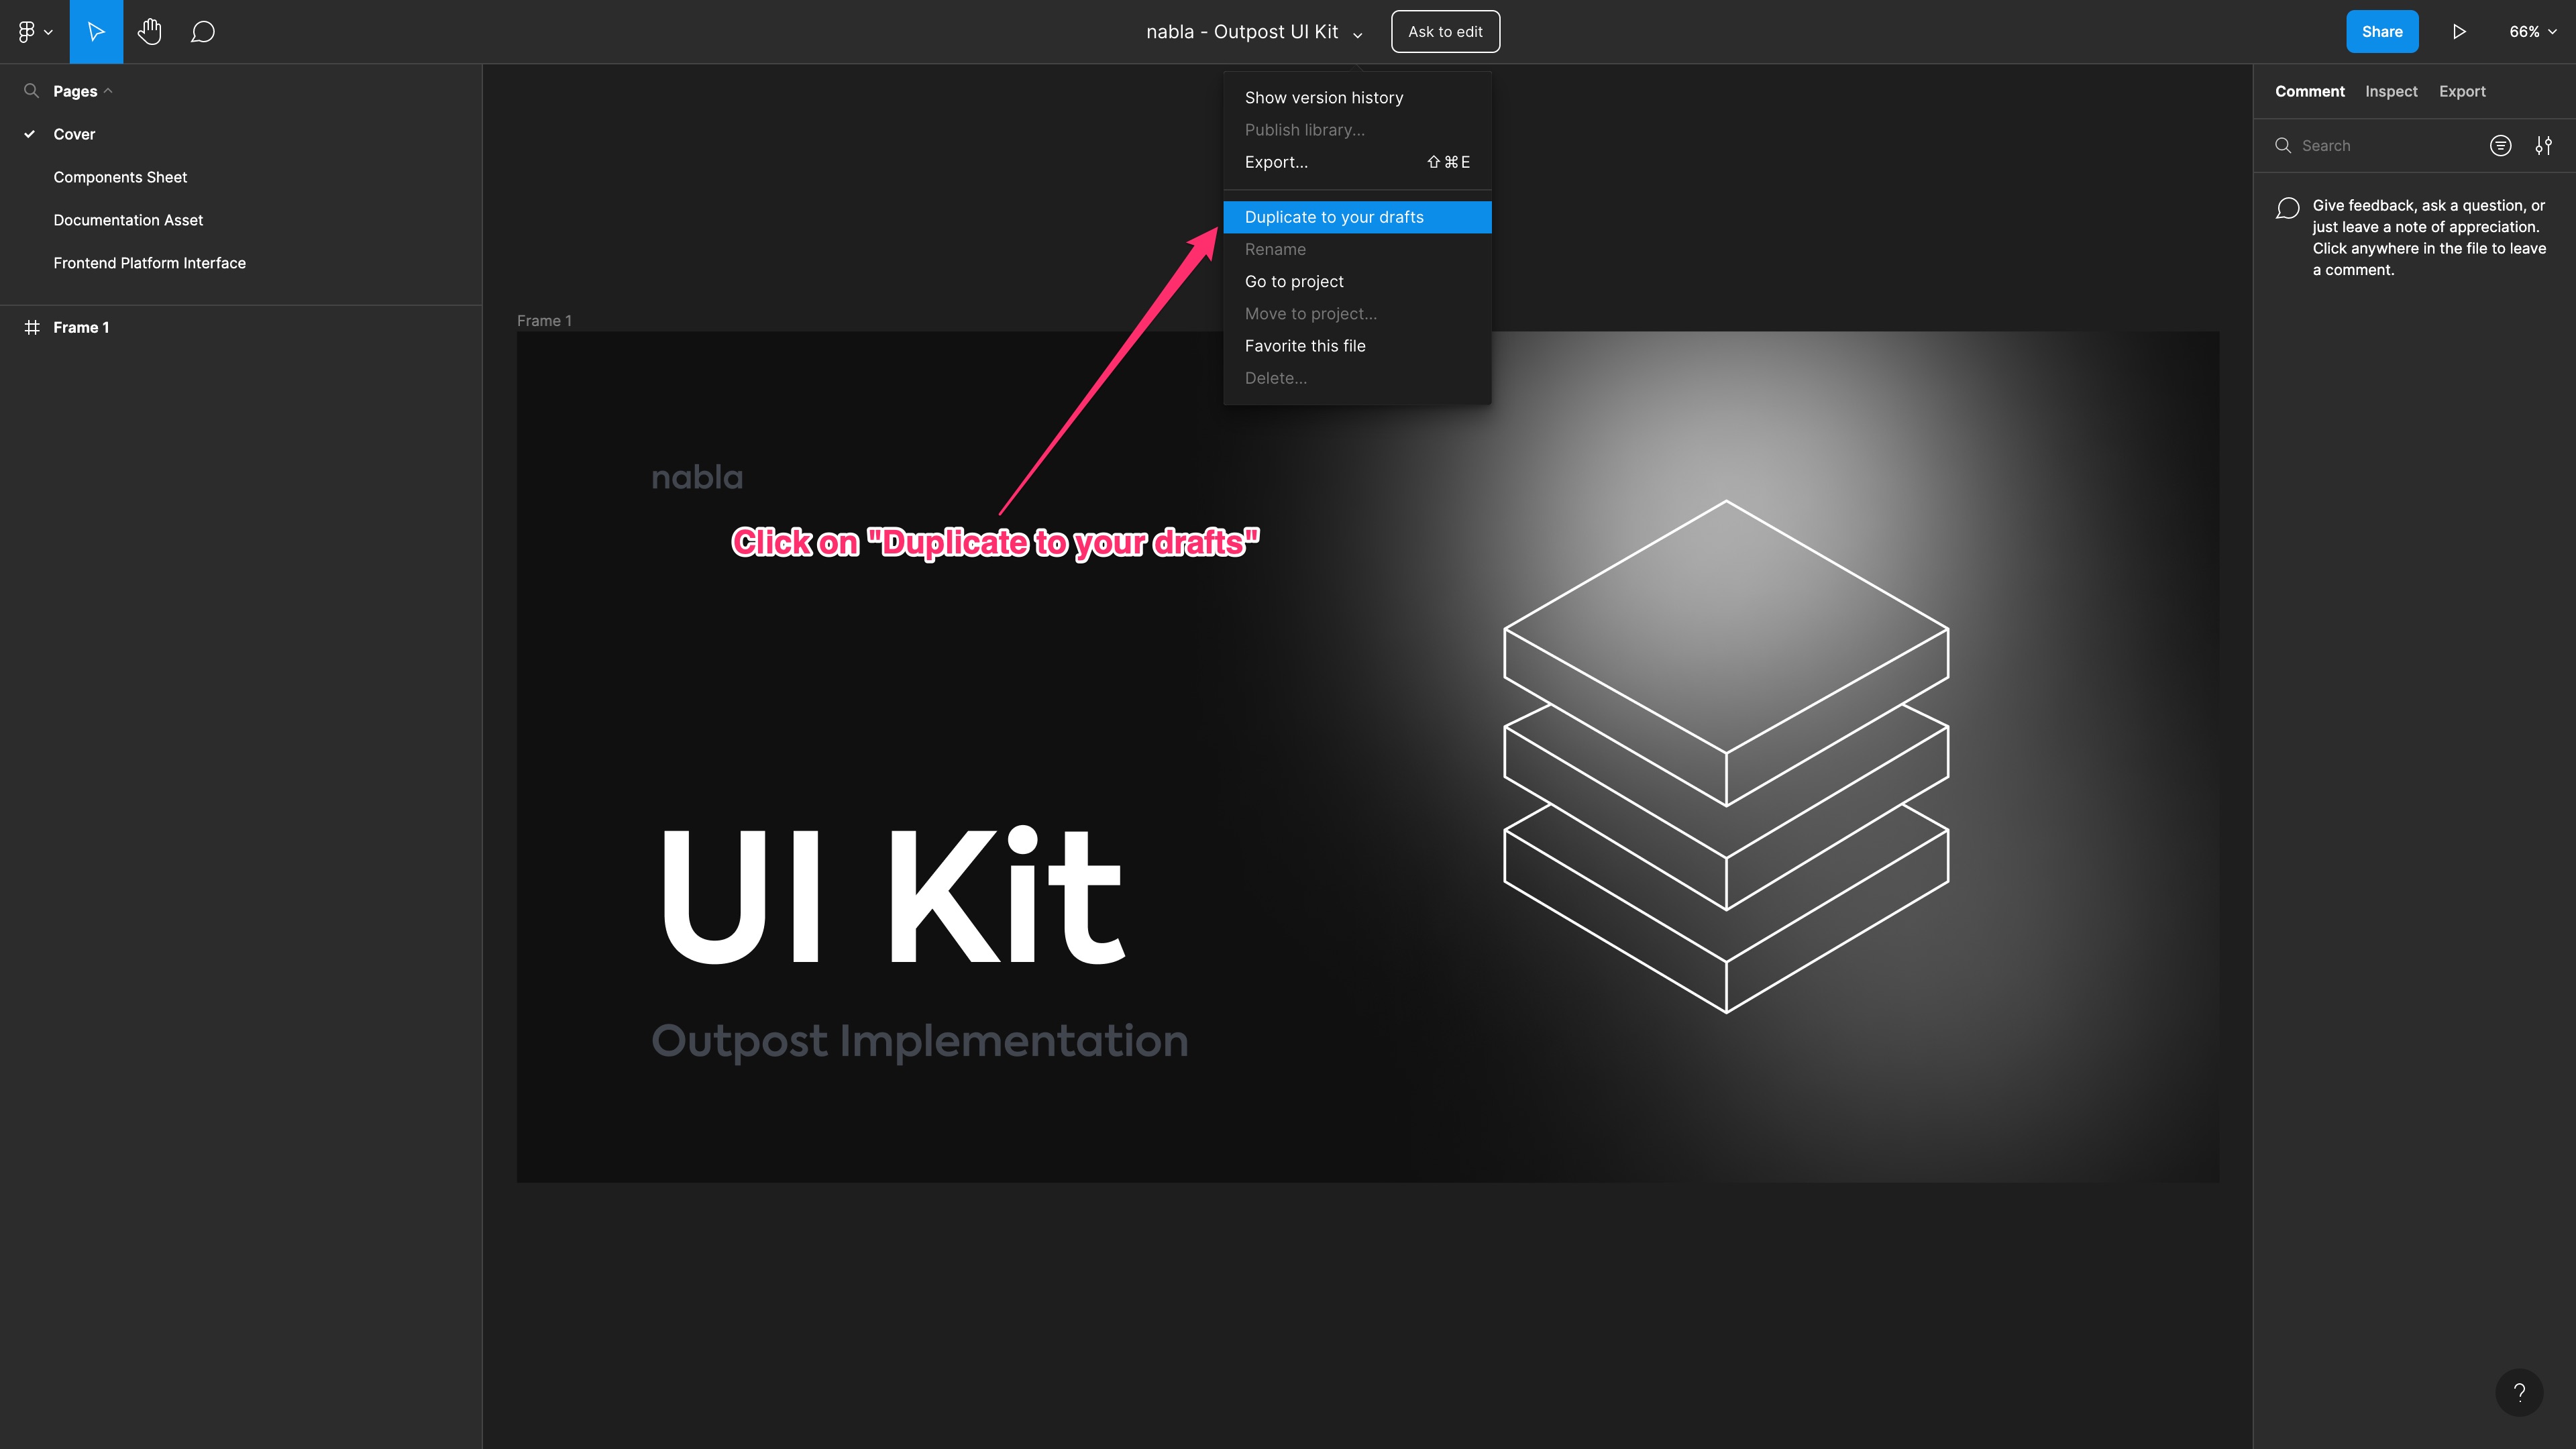 nabla - Outpost UI Kit
Ask to edit
Share
66%
Pages
Cover
Components Sheet
Documentation Asset
Frontend Platform Interface
Frame 1
Show version history
Publish library...
Export... ⇧⌘E
Duplicate to your drafts
Rename
Go to project
Move to project...
Favorite this file
Delete...
Comment Inspect Export
Search
Give feedback, ask a question, or
just leave a note of appreciation.
Click anywhere in the file to leave
a comment.
Frame 1
nabla
Click on "Duplicate to your drafts"
UI Kit
Outpost Implementation
?